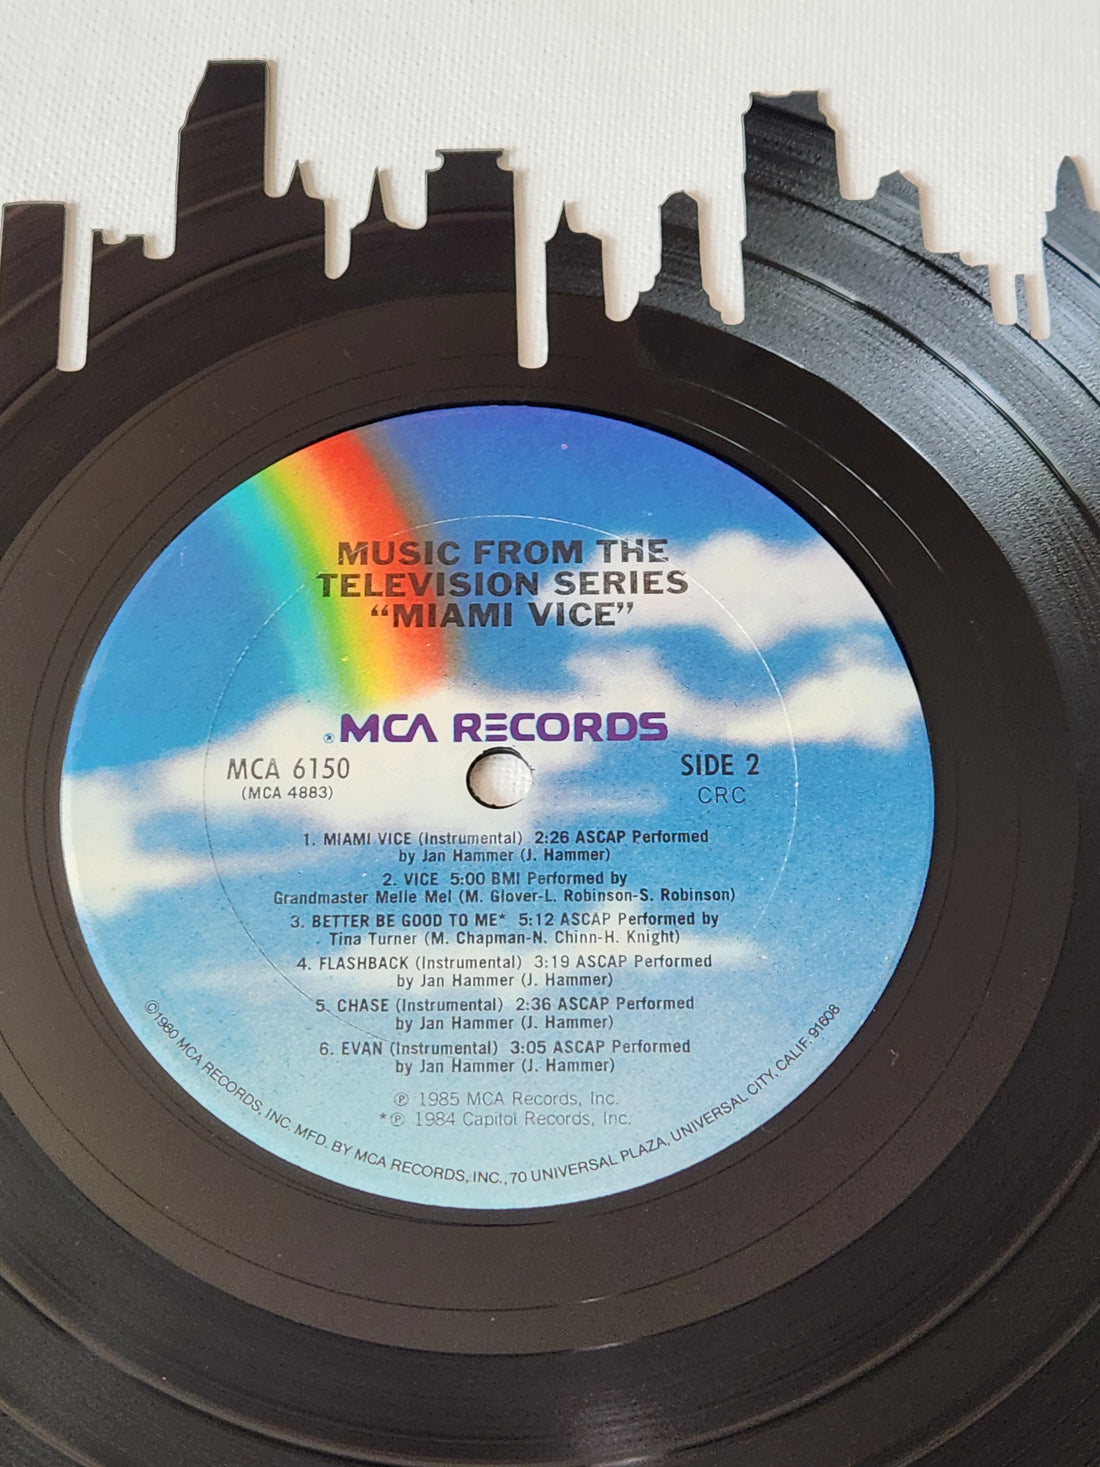 MUSIC FROM THE
TELEVISION SERIES
“MIAMI VICE”
®MCA RECORDS
MCA 6150
(MCA 4883)
SIDE 2
CRC
1. MIAMI VICE (Instrumental) 2:26 ASCAP Performed
by Jan Hammer (J. Hammer)
2. VICE 5:00 BMI Performed by
Grandmaster Melle Mel (M. Glover-L. Robinson-S. Robinson)
3. BETTER BE GOOD TO ME* 5:12 ASCAP Performed by
Tina Turner (M. Chapman-N. Chinn-H. Knight)
4. FLASHBACK (Instrumental) 3:19 ASCAP Performed
by Jan Hammer (J. Hammer)
5. CHASE (Instrumental) 2:36 ASCAP Performed
by Jan Hammer (J. Hammer)
6. EVAN (Instrumental) 3:05 ASCAP Performed
by Jan Hammer (J. Hammer)
℗ 1985 MCA Records, Inc.
*℗ 1984 Capitol Records, Inc.
©1980 MCA RECORDS, INC. MFD. BY MCA RECORDS, INC., 70 UNIVERSAL PLAZA, UNIVERSAL CITY, CALIF. 91608